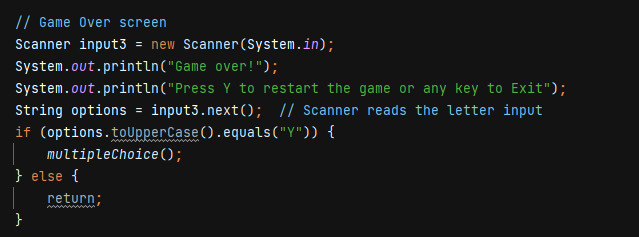 // Game Over screen
Scanner input3 = new Scanner(System.in);
System.out.println("Game over!");
System.out.println("Press Y to restart the game or any key to Exit");
String options = input3.next();  // Scanner reads the letter input
if (options.toUpperCase().equals("Y")) {
    multipleChoice();
} else {
    return;
}